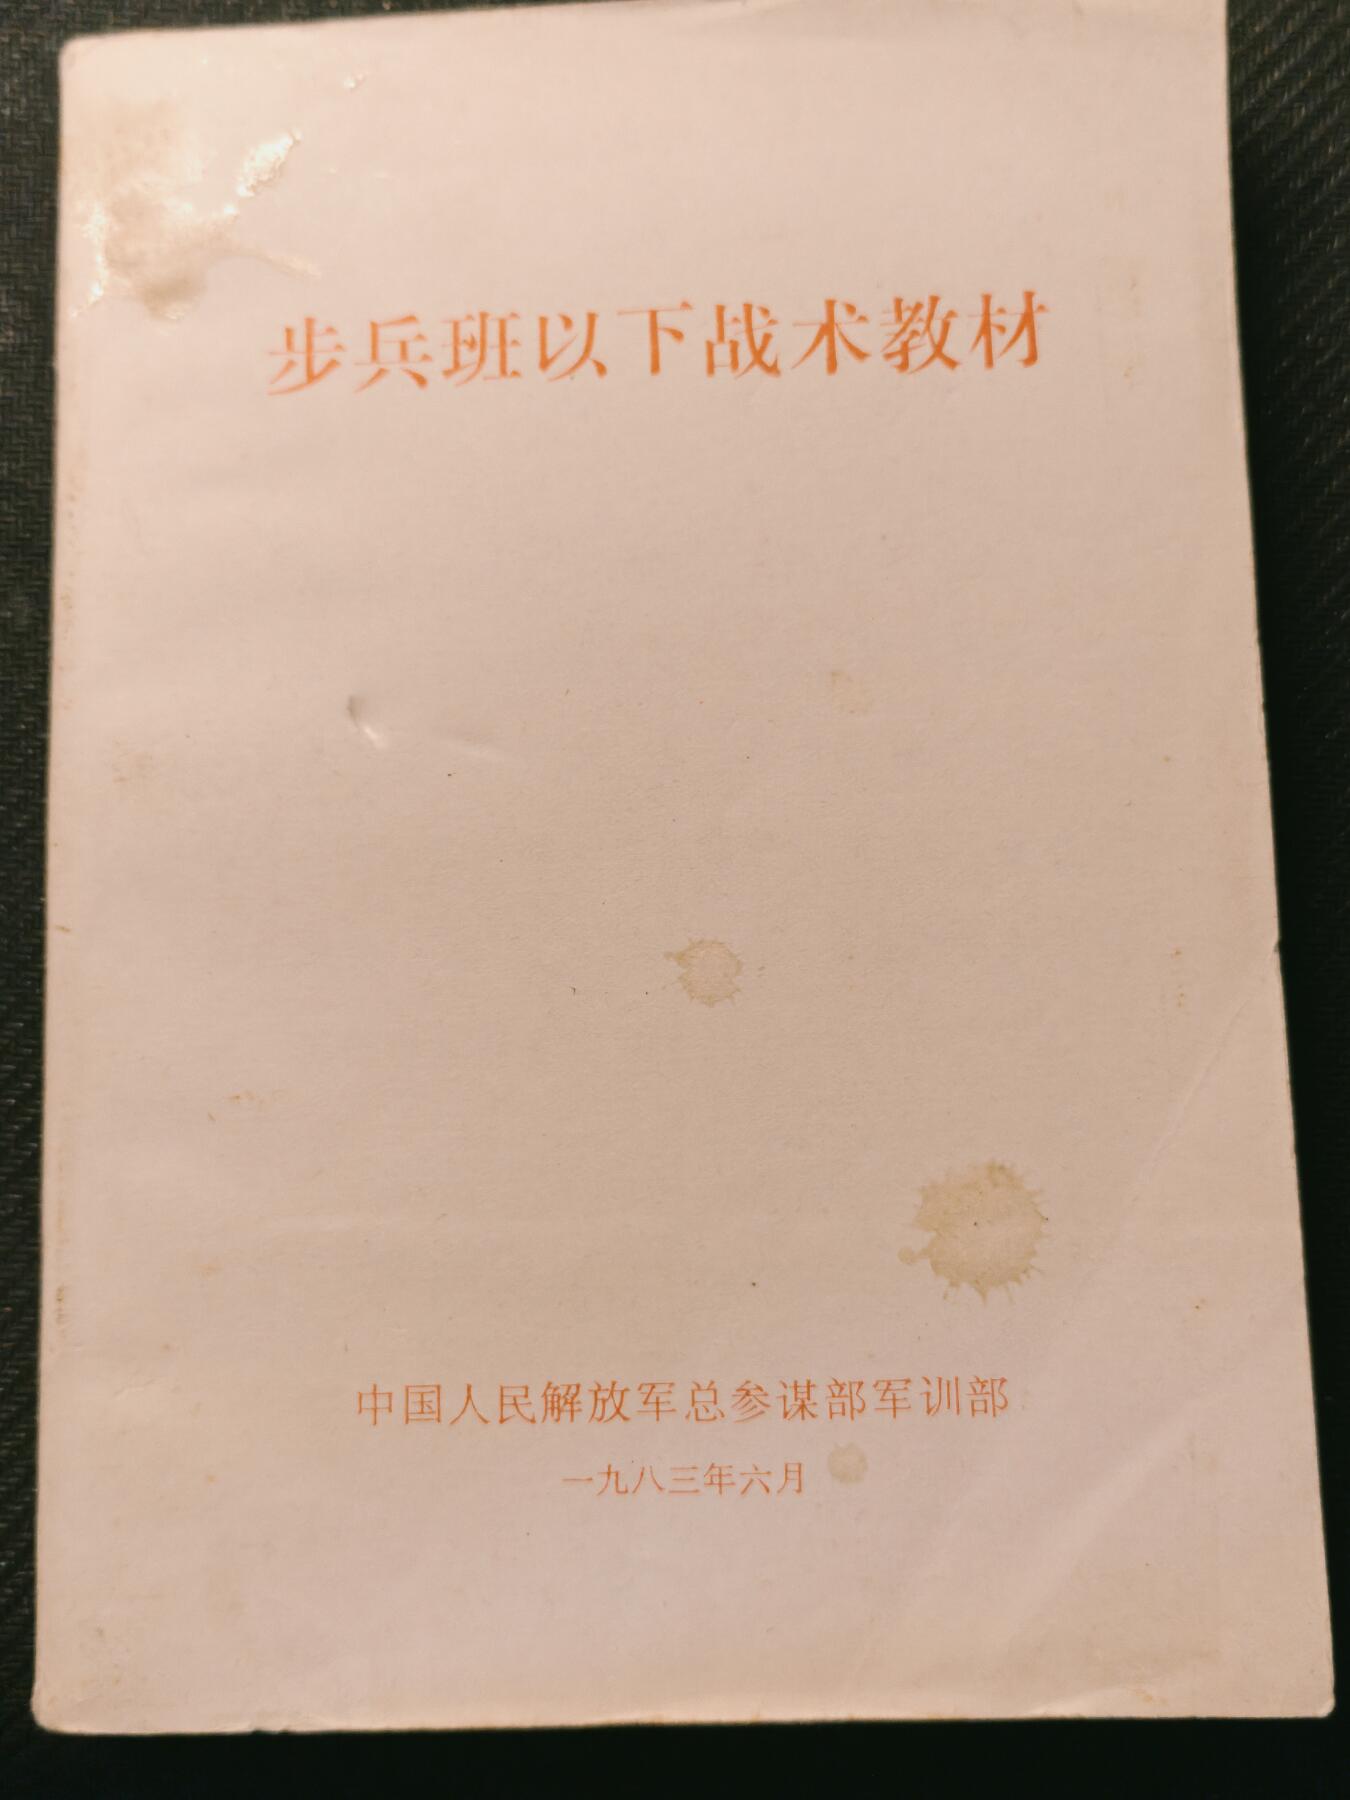 步兵班以下战术教材
中国人民解放军总参谋部军训部
一九八三年六月